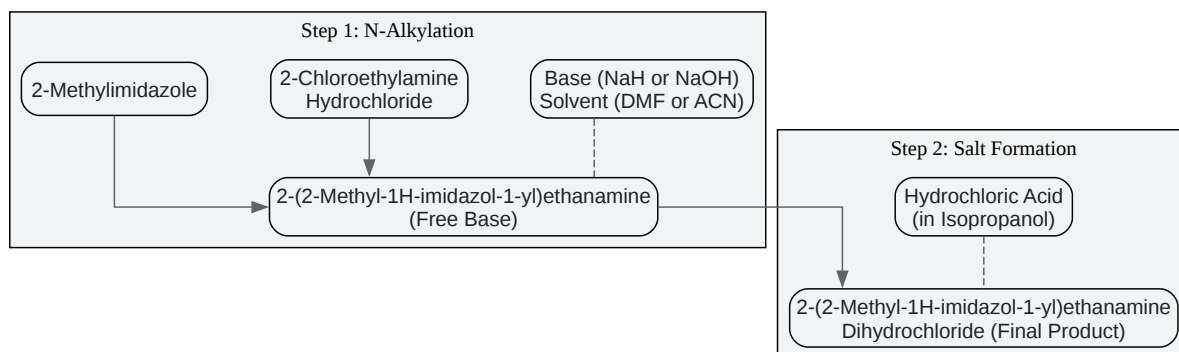 Step 1: N-Alkylation
2-Methylimidazole
2-Chloroethylamine
Hydrochloride
Base (NaH or NaOH)
Solvent (DMF or ACN)
2-(2-Methyl-1H-imidazol-1-yl)ethanamine
(Free Base)
Step 2: Salt Formation
Hydrochloric Acid
(in Isopropanol)
2-(2-Methyl-1H-imidazol-1-yl)ethanamine
Dihydrochloride (Final Product)